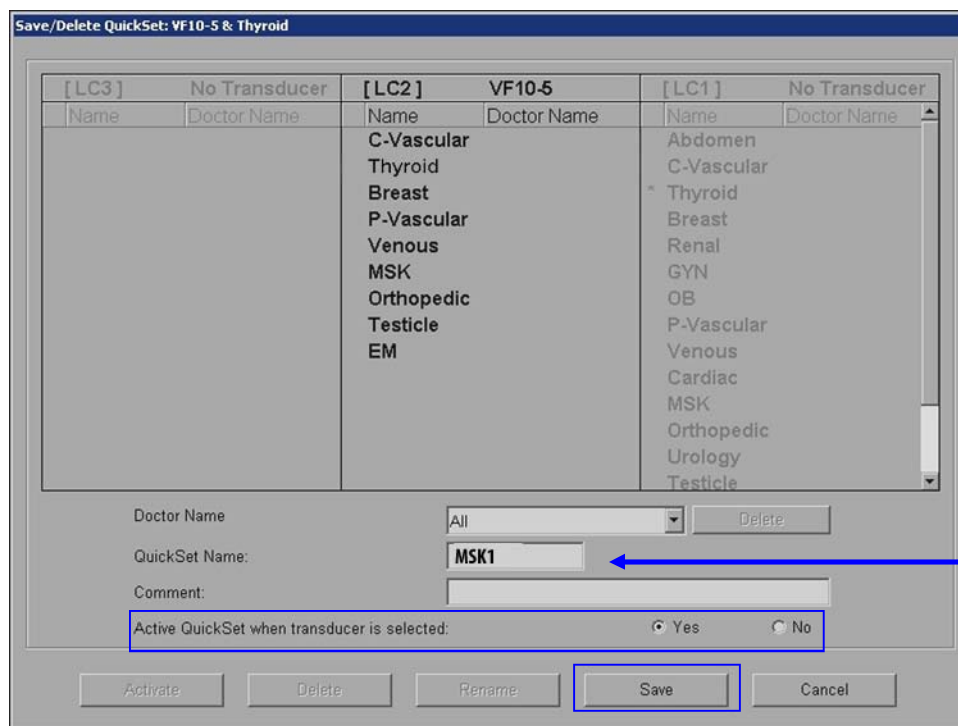 Save/Delete QuickSet: VF10-5 & Thyroid
[LC3] No Transducer [LC2] VF10-5 [LC1] No Transducer
Name Doctor Name Name Doctor Name Name Doctor Name
C-Vascular Abdomen
Thyroid C-Vascular
Breast * Thyroid
P-Vascular Breast
Venous Renal
MSK GYN
Orthopedic OB
Testicle P-Vascular
EM Venous
Cardiac
MSK
Orthopedic
Urology
Testicle
Doctor Name All Delete
QuickSet Name: MSK1
Comment:
Active QuickSet when transducer is selected: Yes No
Activate Delete Rename Save Cancel